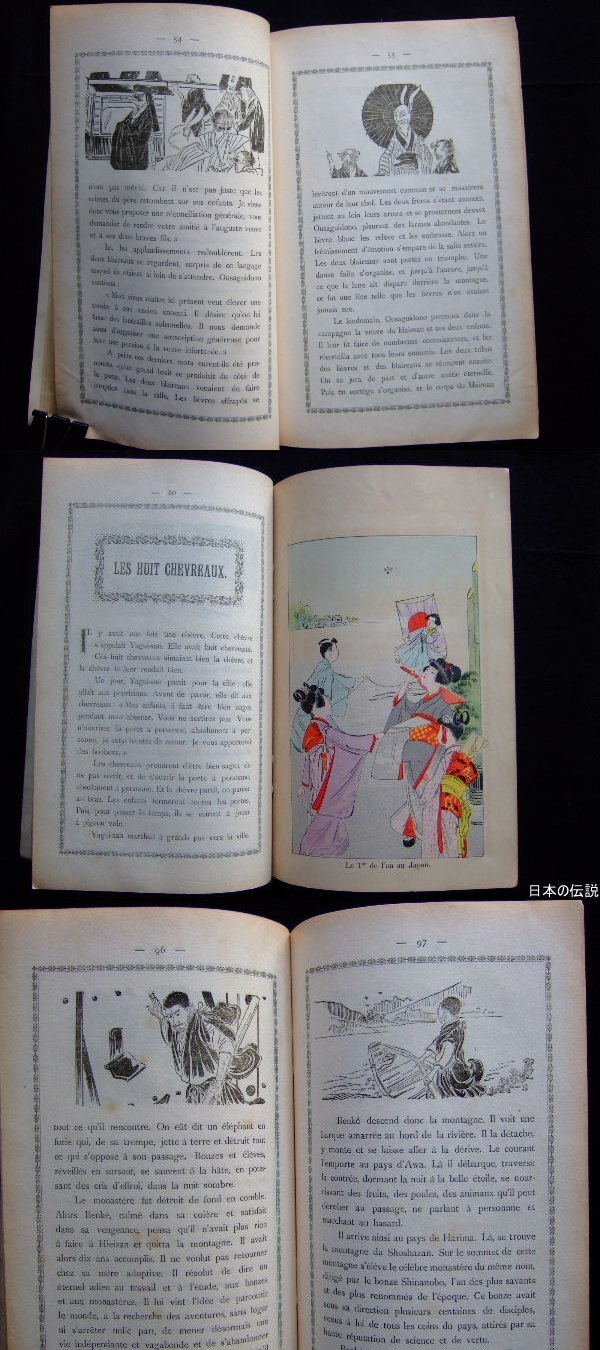 — 54 —
n'ont pas mérité. Car il n'est pas juste que les
crimes du père retombent sur ses enfants. Je viens
donc vous proposer une réconciliation générale, vous
demander de rendre votre amitié à l'auguste veuve
et à ses deux braves fils. »
Ici, les applaudissements redoublèrent. Les
deux blaireaux se regardent, surpris de ce langage
auquel ils étaient si loin de s'attendre. Ousaguidono
continua :
« Mon vieux maître ici présent veut élever une
tombe à son ancien ennemi. Il désire qu'on lui
fasse des funérailles solennelles. Il nous demande
aussi d'organiser une souscription généreuse pour
faire une pension à la veuve infortunée. »
A peine ces derniers mots eurent-ils été pro-
noncés, qu'un grand bruit se produisit du côté de
la porte. Les deux blaireaux venaient de faire
irruption dans la salle. Les lièvres effrayés se
— 55 —
levèrent d'un mouvement commun et se massèrent
autour de leur chef. Les deux frères s'étant avancés,
jettent au loin leurs armes et se prosternent devant
Ousaguidono, pleurant des larmes abondantes. Le
lièvre blanc les relève et les embrasse. Alors un
frémissement d'émotion s'empare de la salle entière.
Les deux blaireaux sont portés en triomphe. Une
danse folle s'organise, et jusqu'à l'aurore, jusqu'à
ce que la lune ait disparu derrière la montagne,
ce fut une fête telle que les lièvres n'en avaient
jamais eue.
Le lendemain, Ousaguidono promena dans la
campagne la veuve du blaireau et ses deux enfants.
Il leur fit faire de nombreuses connaissances, et les
réconcilia avec tous leurs ennemis. Les deux tribus
des lièvres et des blaireaux se réunirent ensuite.
On se jura de part et d'autre amitié éternelle.
Puis un cortège s'organisa, et le corps du blaireau
— 80 —
LES HUIT CHEVREAUX.
IL y avait une fois une chèvre. Cette chèvre
s'appelait Yagui-san. Elle avait huit chevreaux.
Ces huit chevreaux aimaient bien la chèvre et
la chèvre le leur rendait bien.
Un jour, Yagui-san partit pour la ville : elle
allait aux provisions. Avant de partir, elle dit aux
chevreaux : « Mes enfants, il faut être bien sages
pendant mon absence. Vous ne sortirez pas. Vous
n'ouvrirez la porte à personne, absolument à per-
sonne. Je serai bientôt de retour. Je vous apporterai
des bonbons. »
Les chevreaux promirent d'être bien sages, de
ne pas sortir, et de n'ouvrir la porte à personne,
absolument à personne. Et la chèvre partit, un panier
au bras. Les enfants fermèrent toutes les portes.
Puis, pour passer le temps, ils se mirent à jouer
à pigeon vole.
Yagui-san marchait à grands pas vers la ville.
Le 1er de l'an au Japon.
日本の伝説
— 96 —
tout ce qu'il rencontre. On eût dit un éléphant en
furie qui, de sa trompe, jette à terre et détruit tout
ce qui s'oppose à son passage. Bonzes et élèves,
réveillés en sursaut, se sauvent à la hâte, en pous-
sant des cris d'effroi, dans la nuit sombre.
Le monastère fut détruit de fond en comble.
Alors Benké, calmé dans sa colère et satisfait
dans sa vengeance, pensa qu'il n'avait plus rien
à faire à Hieizan et quitta la montagne. Il avait
alors dix ans accomplis. Il ne voulut pas retourner
chez sa mère adoptive. Il résolut de dire un
éternel adieu au travail et à l'étude, aux bonzes
et aux monastères. Il lui vint l'idée de parcourir
le monde, à la recherche des aventures, sans loger
ni s'arrêter nulle part, de mener désormais une
vie indépendante et vagabonde et de s'abandonner
— 97 —
Benké descend donc la montagne. Il voit une
barque amarrée au bord de la rivière. Il la détache,
y monte et se laisse aller à la dérive. Le courant
l'emporte au pays d'Awa. Là il débarque, traverse
la contrée, dormant la nuit à la belle étoile, se nour-
rissant des fruits, des poules, des animaux qu'il peut
dérober au passage, ne parlant à personne et
marchant au hasard.
Il arrive ainsi au pays de Harima. Là, se trouve
la montagne du Shoshazan. Sur le sommet de cette
montagne s'élève le célèbre monastère du même nom,
dirigé par le bonze Shinanobo, l'un des plus savants
et des plus renommés de l'époque. Ce bonze avait
sous sa direction plusieurs centaines de disciples,
venus à lui de tous les coins du pays, attirés par sa
haute réputation de science et de vertu.